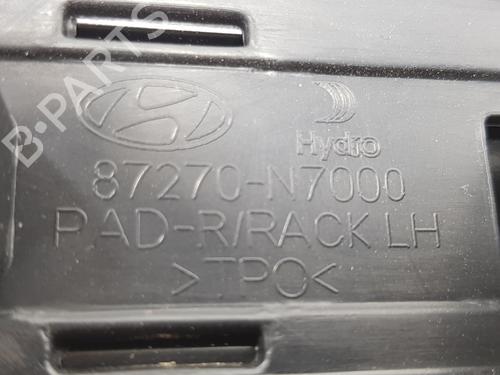 B-PARTS
Hydro
87270-N7000
PAD-R/RACK LH
>TPO<